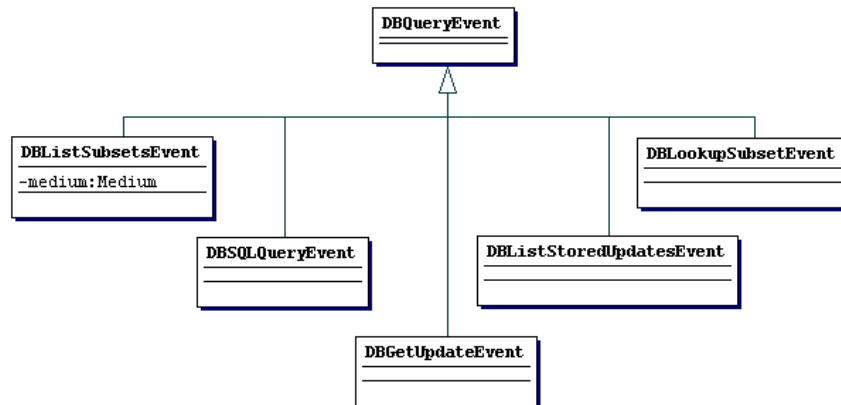 DBQueryEvent
DBListSubsetsEvent
-medium:Medium
DBLookupSubsetEvent
DBSQLQueryEvent
DBListStoredUpdatesEvent
DBGetUpdateEvent